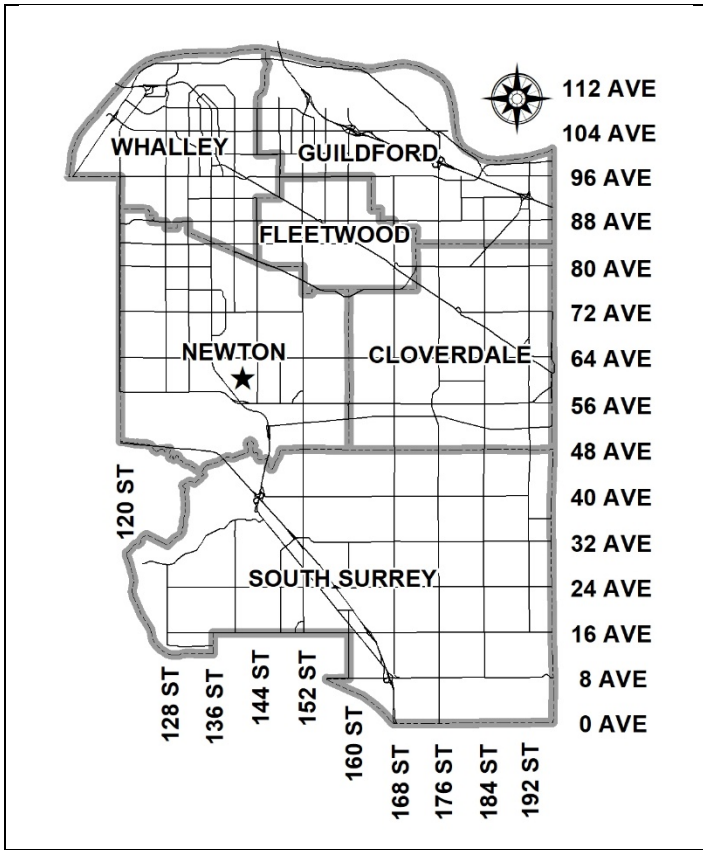 112 AVE
104 AVE
WHALLEY
GUILDFORD
96 AVE
88 AVE
FLEETWOOD
80 AVE
72 AVE
NEWTON
CLOVERDALE
64 AVE
56 AVE
48 AVE
120 ST
40 AVE
32 AVE
SOUTH SURREY
24 AVE
16 AVE
128 ST
136 ST
144 ST
152 ST
160 ST
8 AVE
0 AVE
168 ST
176 ST
184 ST
192 ST